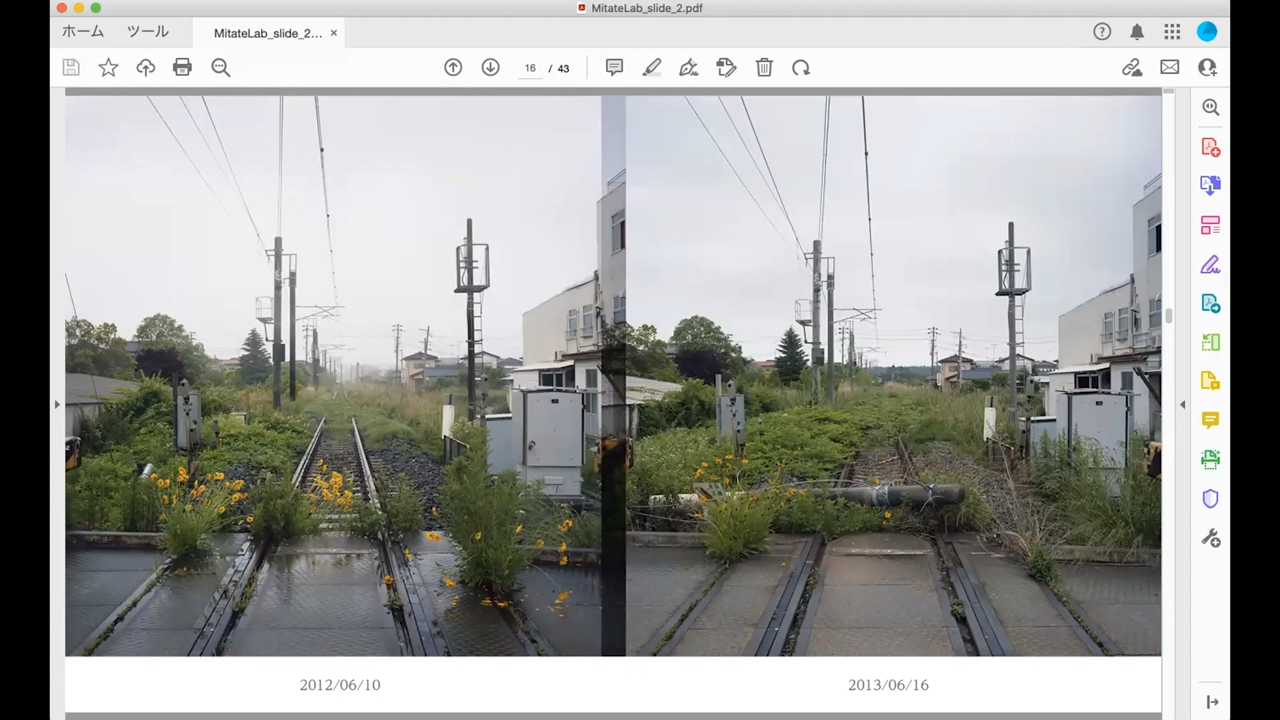 MitateLab_slide_2.pdf
ホーム ツール MitateLab_slide_2... ×
16 / 43
2012/06/10 2013/06/16